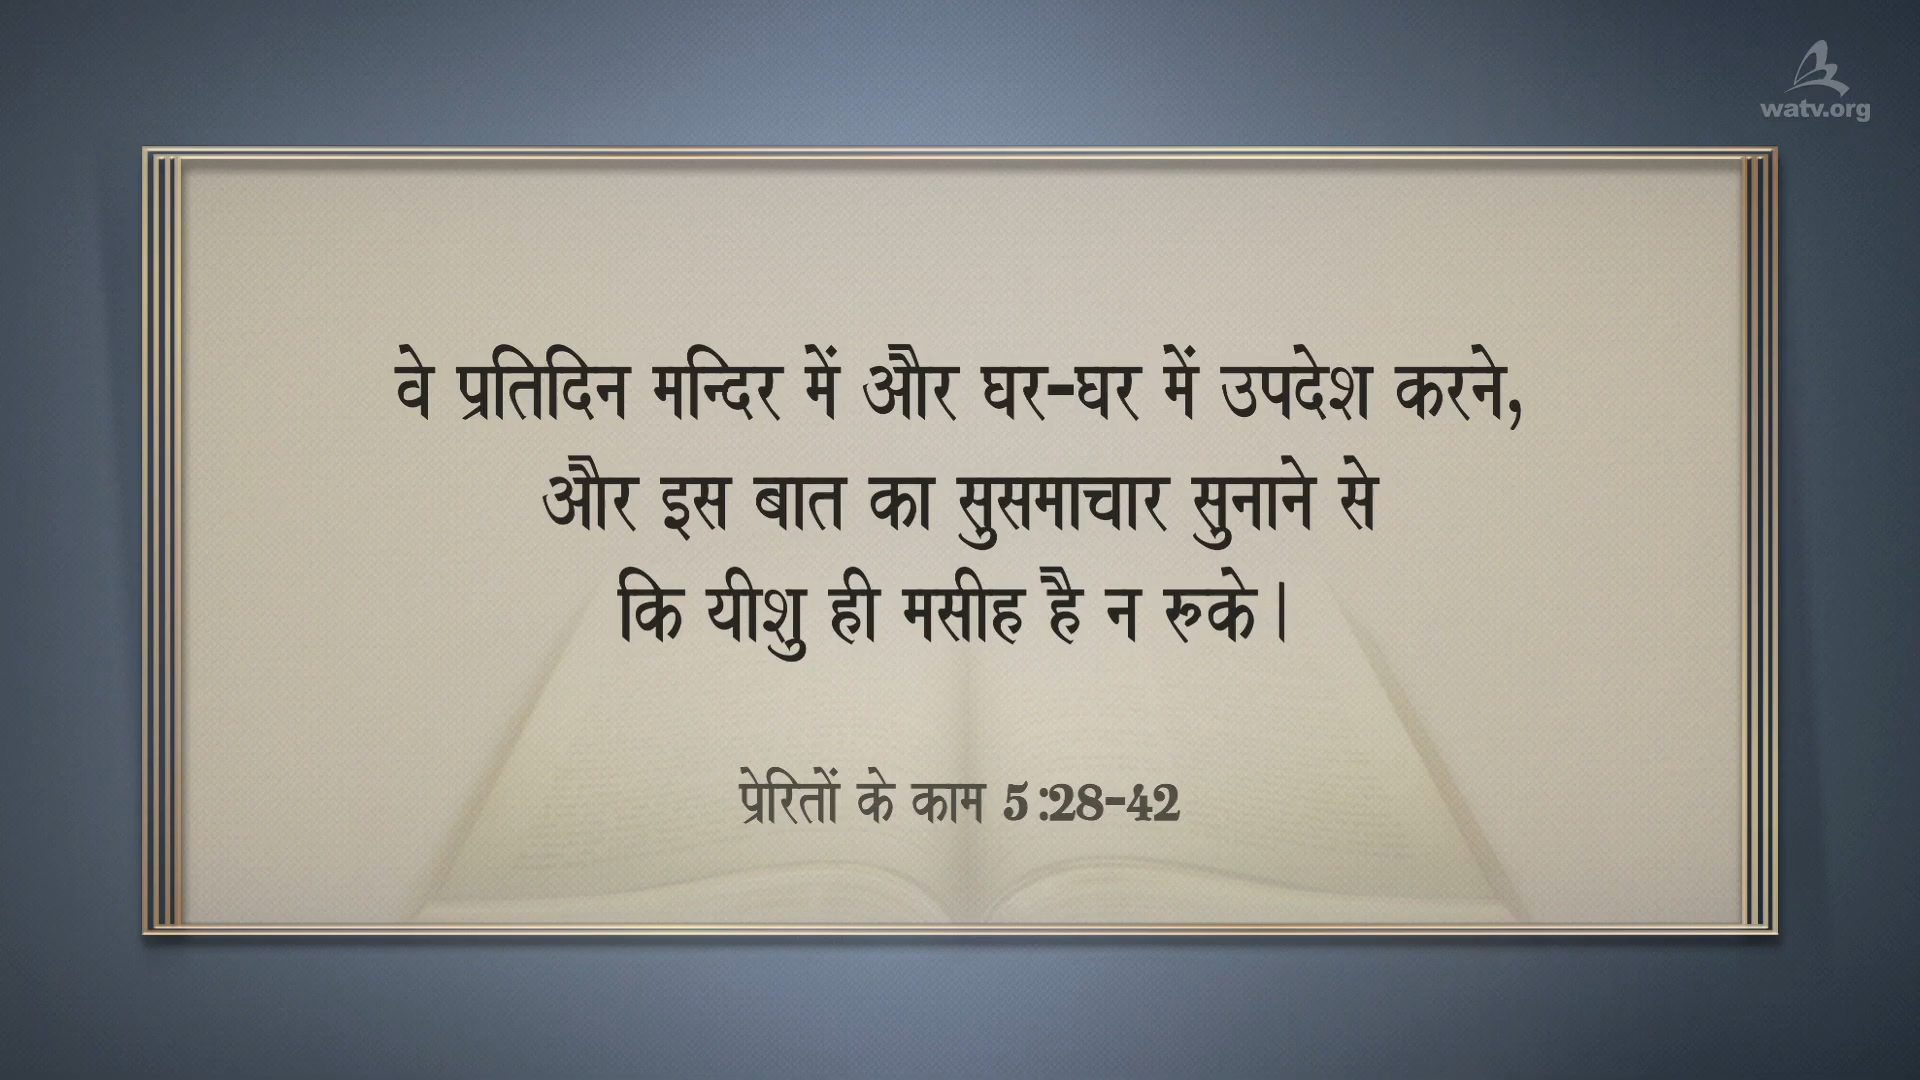 watv.org
वे प्रतिदिन मन्दिर में और घर-घर में उपदेश करने,
और इस बात का सुसमाचार सुनाने से
कि यीशु ही मसीह है न रूके।
प्रेरितों के काम 5:28-42